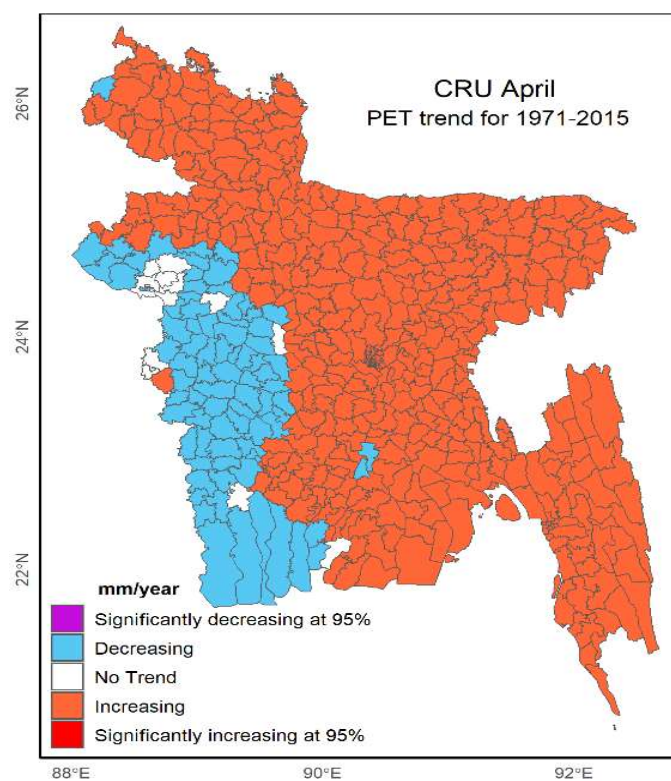 CRU April
PET trend for 1971-2015
26°N
24°N
22°N
mm/year
Significantly decreasing at 95%
Decreasing
No Trend
Increasing
Significantly increasing at 95%
88°E
90°E
92°E